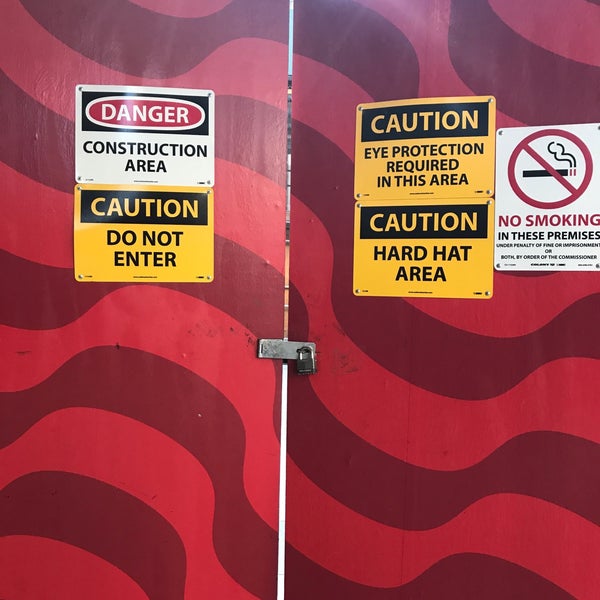 DANGER
CONSTRUCTION
AREA
CAUTION
DO NOT
ENTER
CAUTION
EYE PROTECTION
REQUIRED
IN THIS AREA
CAUTION
HARD HAT
AREA
NO SMOKING
IN THESE PREMISES
UNDER PENALTY OF FINE OR IMPRISONMENT
OR
BOTH, BY ORDER OF THE COMMISSIONER